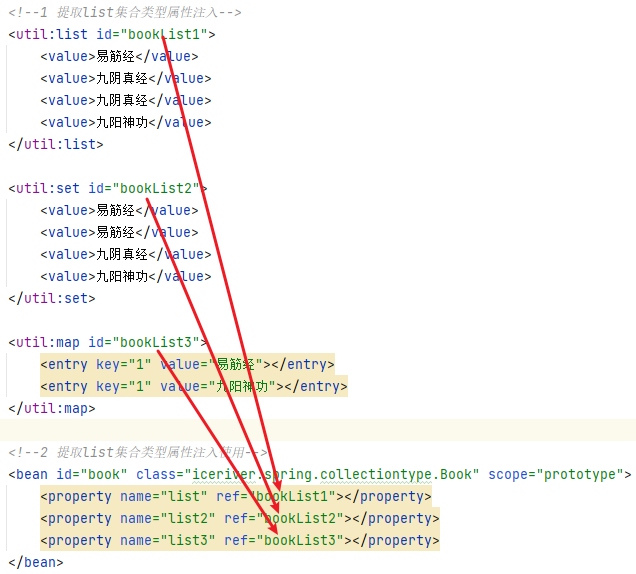 <!--1 提取list集合类型属性注入-->
<util:list id="bookList1">
<value>易筋经</value>
<value>九阴真经</value>
<value>九阴真经</value>
<value>九阳神功</value>
</util:list>
<util:set id="bookList2">
<value>易筋经</value>
<value>易筋经</value>
<value>九阴真经</value>
<value>九阳神功</value>
</util:set>
<util:map id="bookList3">
<entry key="1" value="易筋经"></entry>
<entry key="1" value="九阳神功"></entry>
</util:map>
<!--2 提取list集合类型属性注入使用-->
<bean id="book" class="iceriver.spring.collectiontype.Book" scope="prototype">
<property name="list" ref="bookList1"></property>
<property name="list2" ref="bookList2"></property>
<property name="list3" ref="bookList3"></property>
</bean>